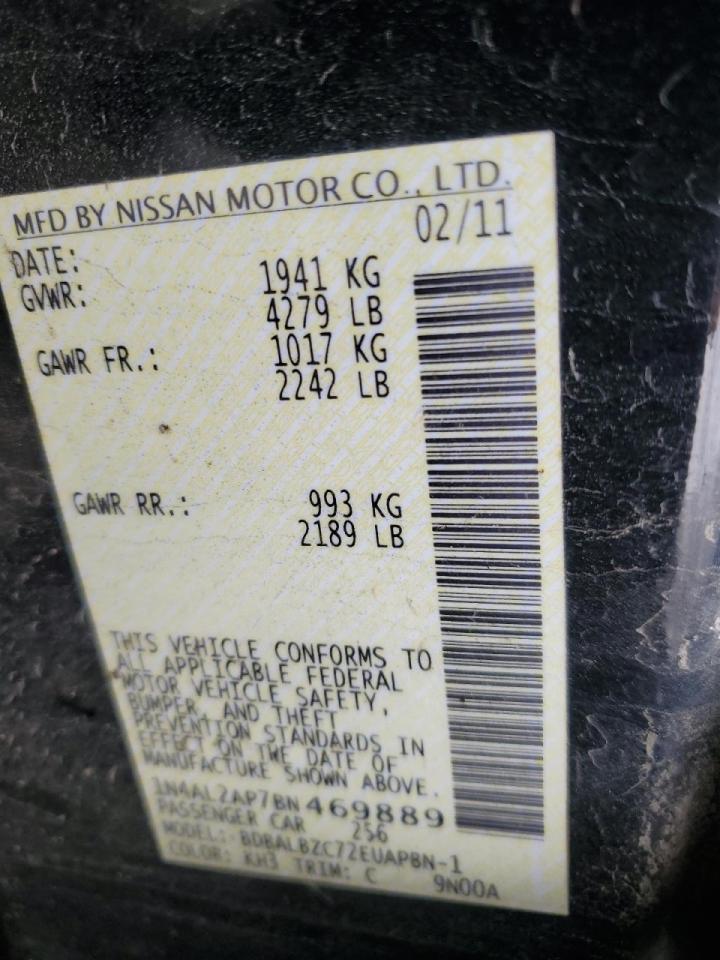 MFD BY NISSAN MOTOR CO., LTD.
DATE: 02/11
GVWR: 1941 KG
4279 LB
GAWR FR.: 1017 KG
2242 LB
GAWR RR.: 993 KG
2189 LB
THIS VEHICLE CONFORMS TO
ALL APPLICABLE FEDERAL
MOTOR VEHICLE SAFETY,
BUMPER, AND THEFT
PREVENTION STANDARDS IN
EFFECT ON THE DATE OF
MANUFACTURE SHOWN ABOVE.
1N4AL2AP7BN469889
PASSENGER CAR 256
MODEL: BDBALBZC72EUAPBN-1
COLOR: KH3 TRIM: C 9N00A